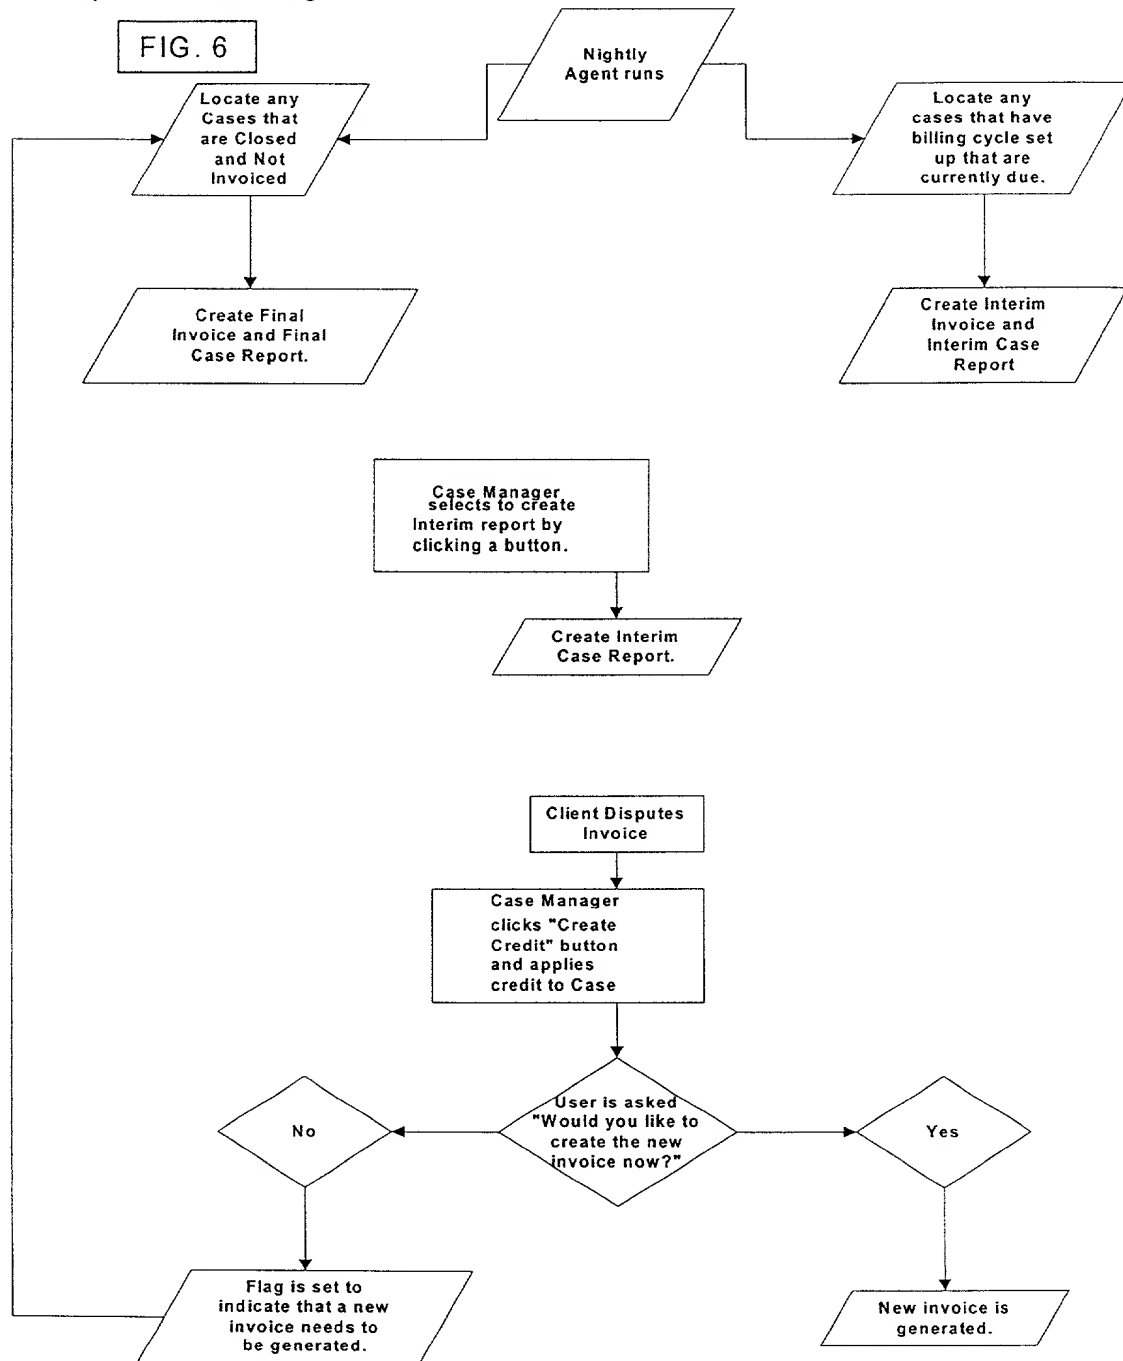 FIG. 6
Nightly
Agent runs
Locate any
Cases that
are Closed
and Not
Invoiced
Locate any
cases that have
billing cycle set
up that are
currently due.
Create Final
Invoice and Final
Case Report.
Create Interim
Invoice and
Interim Case
Report
Case Manager
selects to create
Interim report by
clicking a button.
Create Interim
Case Report.
Client Disputes
Invoice
Case Manager
clicks "Create
Credit" button
and applies
credit to Case
User is asked
"Would you like to
create the new
invoice now?"
No
Yes
Flag is set to
indicate that a new
invoice needs to
be generated.
New invoice is
generated.